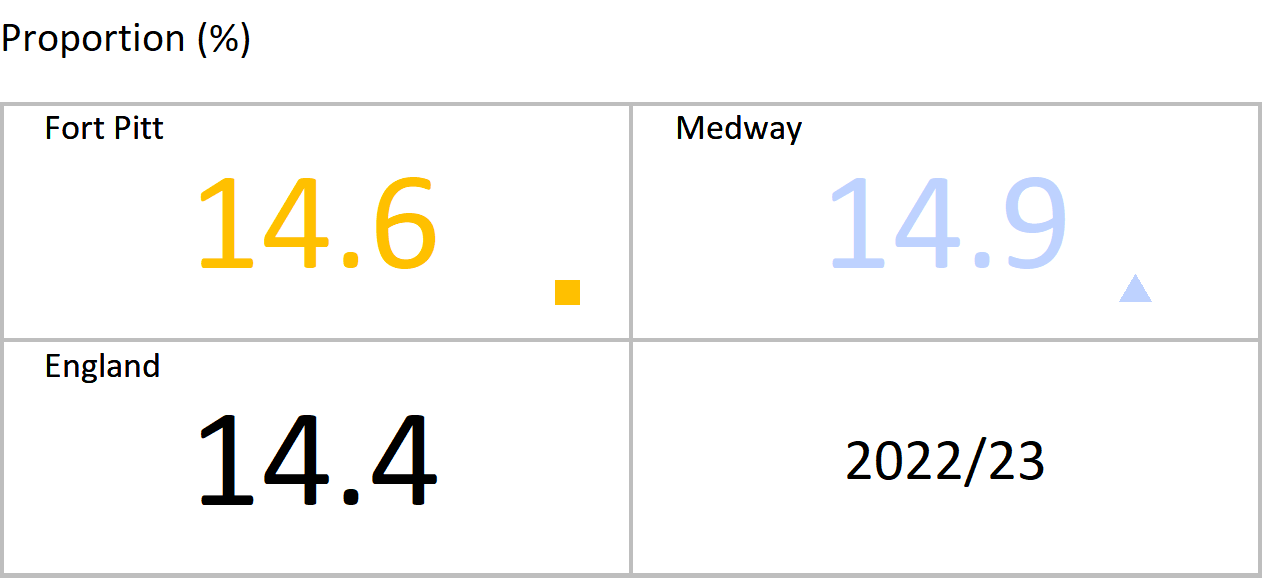 Proportion (%)
Fort Pitt
14.6
Medway
14.9
England
14.4
2022/23